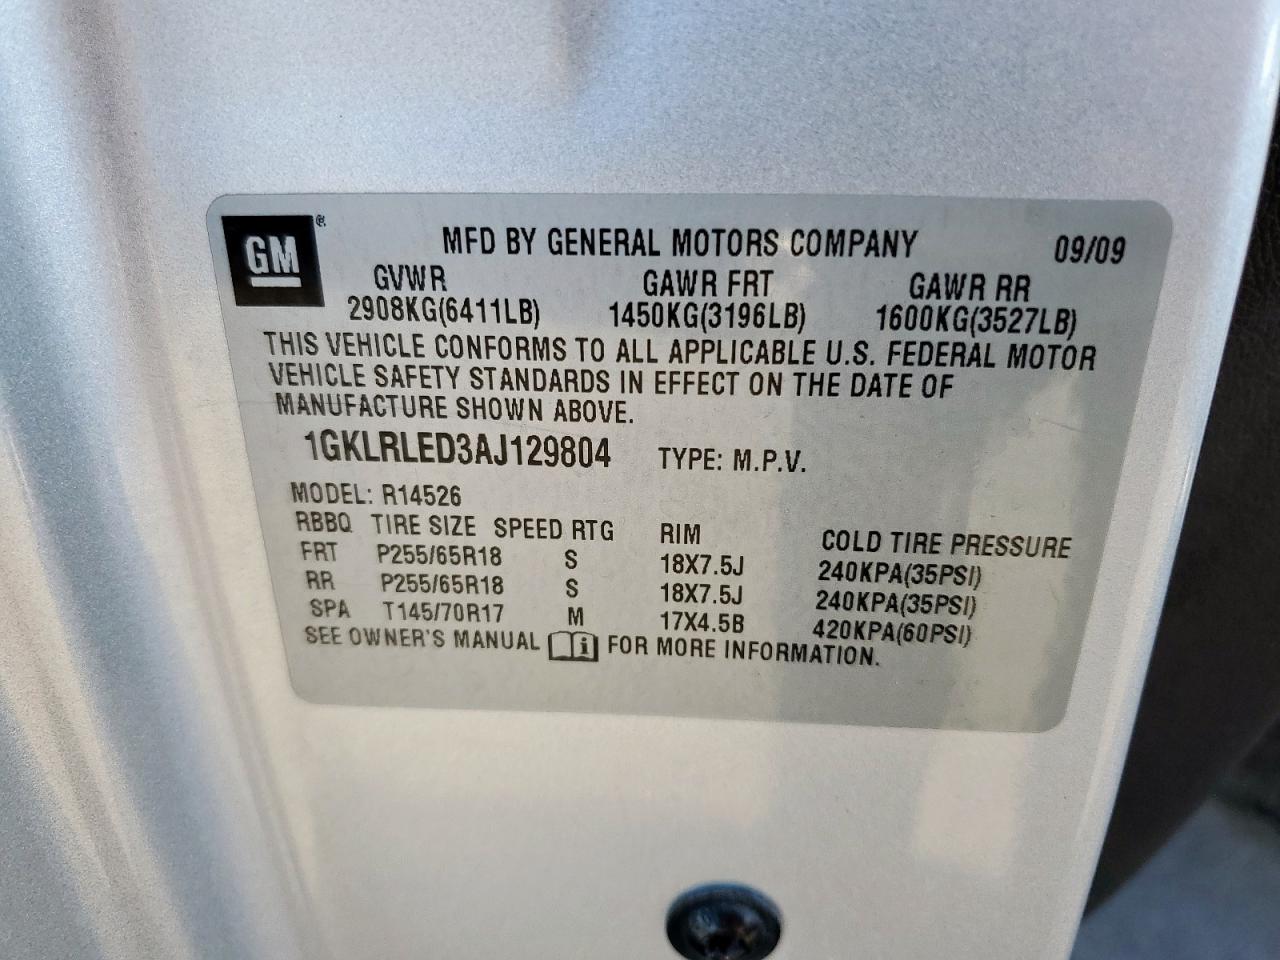 GM ® MFD BY GENERAL MOTORS COMPANY 09/09
GVWR GAWR FRT GAWR RR
2908KG(6411LB) 1450KG(3196LB) 1600KG(3527LB)
THIS VEHICLE CONFORMS TO ALL APPLICABLE U.S. FEDERAL MOTOR
VEHICLE SAFETY STANDARDS IN EFFECT ON THE DATE OF
MANUFACTURE SHOWN ABOVE.
1GKLRLED3AJ129804 TYPE: M.P.V.
MODEL: R14526
RBBQ TIRE SIZE SPEED RTG RIM COLD TIRE PRESSURE
FRT P255/65R18 S 18X7.5J 240KPA(35PSI)
RR P255/65R18 S 18X7.5J 240KPA(35PSI)
SPA T145/70R17 M 17X4.5B 420KPA(60PSI)
SEE OWNER'S MANUAL i FOR MORE INFORMATION.